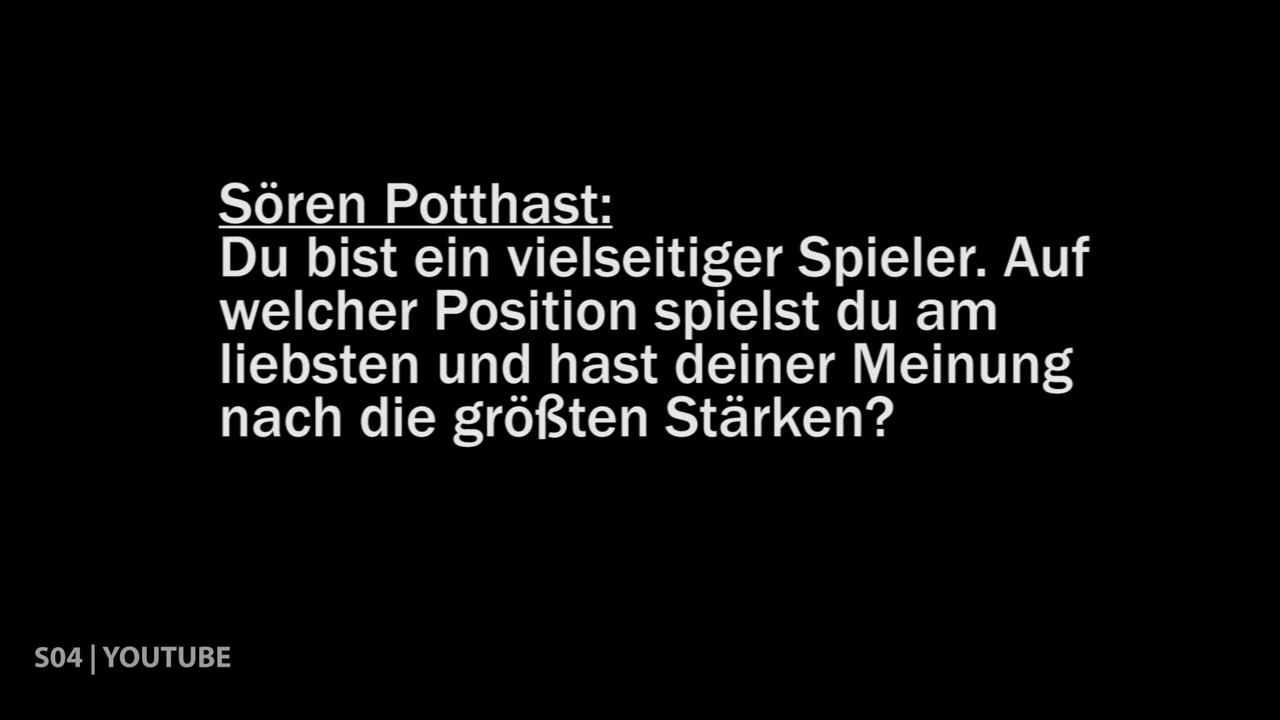 Sören Potthast:
Du bist ein vielseitiger Spieler. Auf
welcher Position spielst du am
liebsten und hast deiner Meinung
nach die größten Stärken?
S04 | YOUTUBE